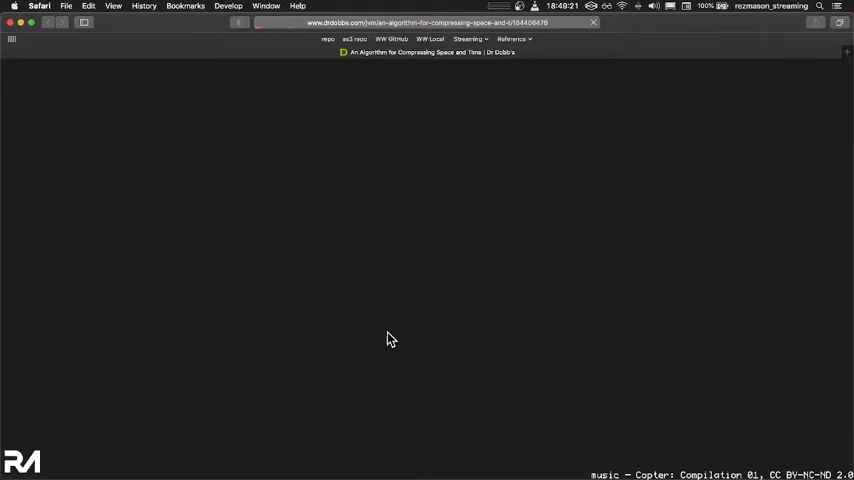 Safari File Edit View History Bookmarks Develop Window Help 18:49:21 100% rezmason_streaming
www.drdobbs.com/jvm/an-algorithm-for-compressing-space-and-t/184406478
repo as3 repo WW GitHub WW Local Streaming Reference
D An Algorithm for Compressing Space and Time | Dr Dobb's
RM
music – Copter: Compilation 01, CC BY-NC-ND 2.0